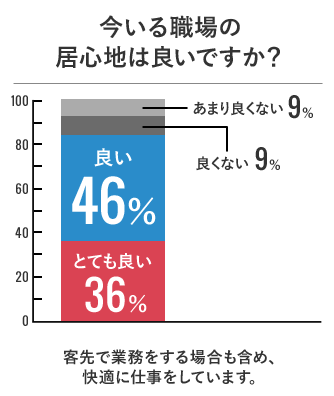 今いる職場の
居心地は良いですか?
100
80
60
40
20
0
あまり良くない 9%
良くない 9%
良い
46%
とても良い
36%
客先で業務をする場合も含め、
快適に仕事をしています。